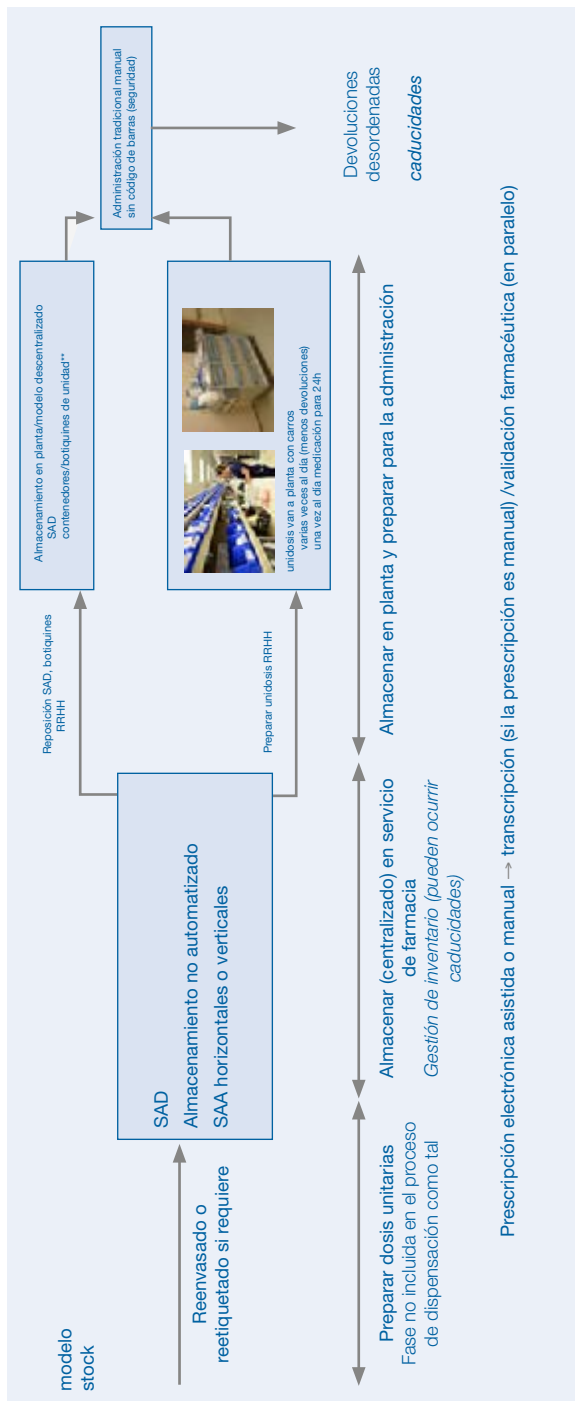 modelo
stock
Reenvasado o
reetiquetado si requiere
SAD
Almacenamiento no automatizado
SAA horizontales o verticales
Reposición SAD, botiquines
RRHH
Preparar unidosis RRHH
Almacenamiento en planta/modelo descentralizado
SAD
contenedores/botiquines de unidad**
unidosis van a planta con carros
varias veces al día (menos devoluciones)
una vez al día medicación para 24h
Administración tradicional manual
sin código de barras (seguridad)
Devoluciones
desordenadas
caducidades
Preparar dosis unitarias
Fase no incluida en el proceso
de dispensación como tal
Almacenar (centralizado) en servicio
de farmacia
Gestión de inventario (pueden ocurrir
caducidades)
Almacenar en planta y preparar para la administración
Prescripción electrónica asistida o manual → transcripción (si la prescripción es manual) /validación farmacéutica (en paralelo)